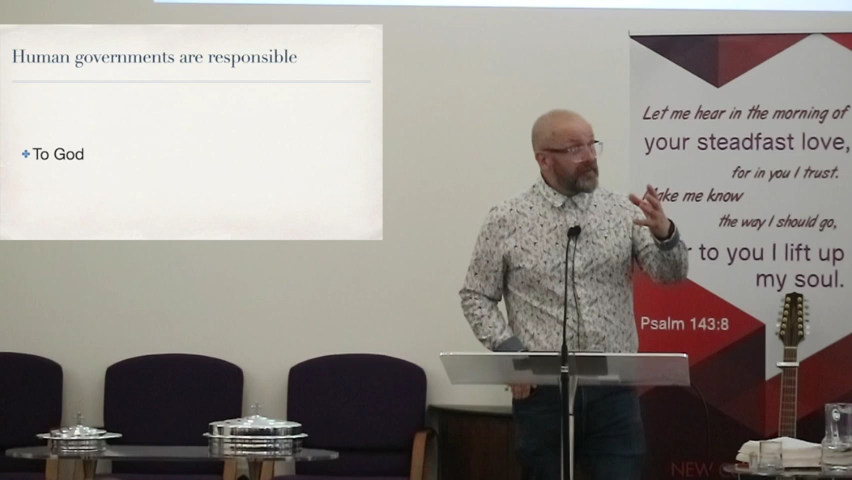 Human governments are responsible
To God
Let me hear in the morning of
your steadfast love,
for in you I trust.
me know
the way I should go,
to you I lift up
my soul.
Psalm 143:8
NEW